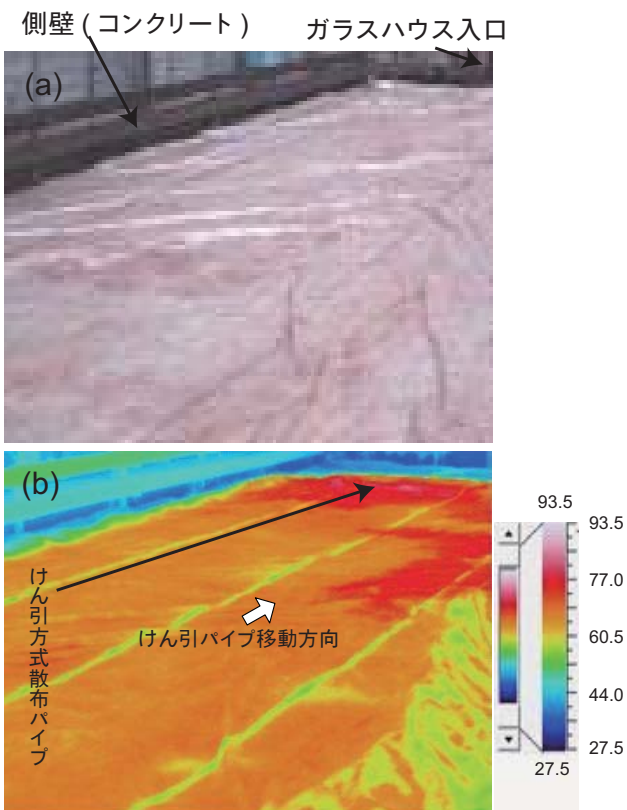 側壁 ( コンクリート )
ガラスハウス入口
(a)
(b)
けん引方式散布パイプ
けん引パイプ移動方向
93.5
93.5
77.0
60.5
44.0
27.5
27.5